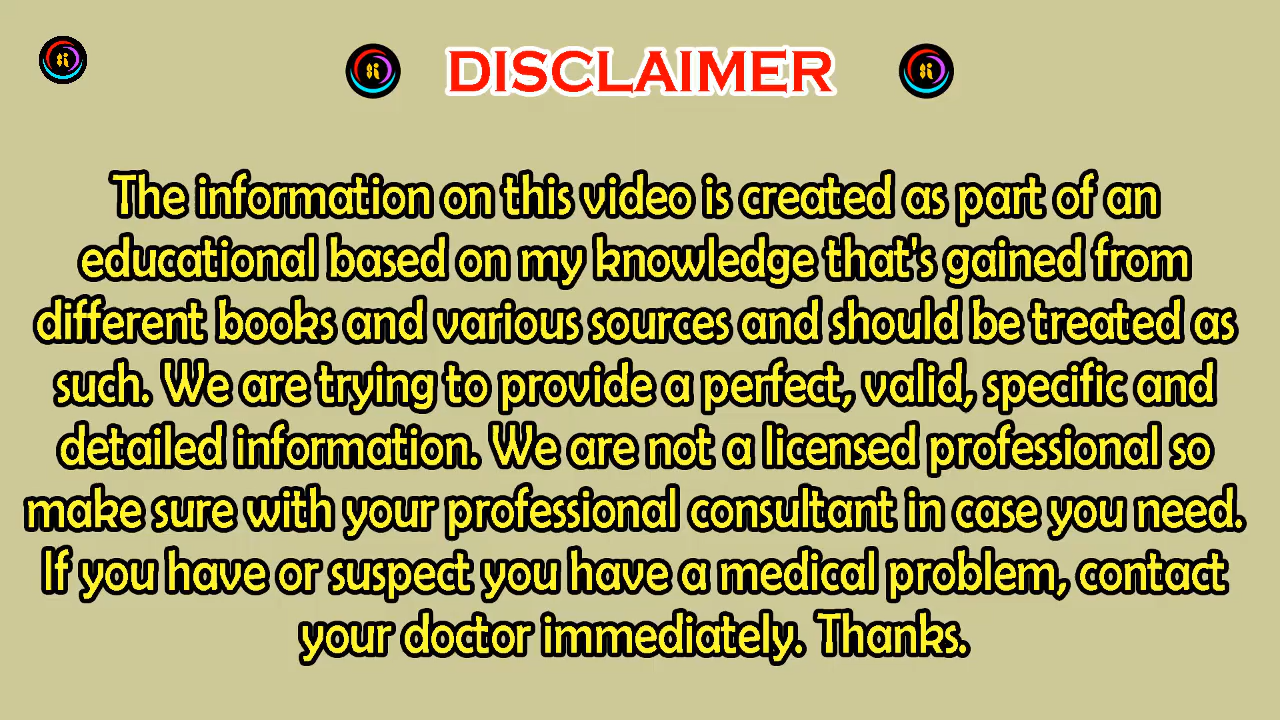 DISCLAIMER
The information on this video is created as part of an
educational based on my knowledge that's gained from
different books and various sources and should be treated as
such. We are trying to provide a perfect, valid, specific and
detailed information. We are not a licensed professional so
make sure with your professional consultant in case you need.
If you have or suspect you have a medical problem, contact
your doctor immediately. Thanks.